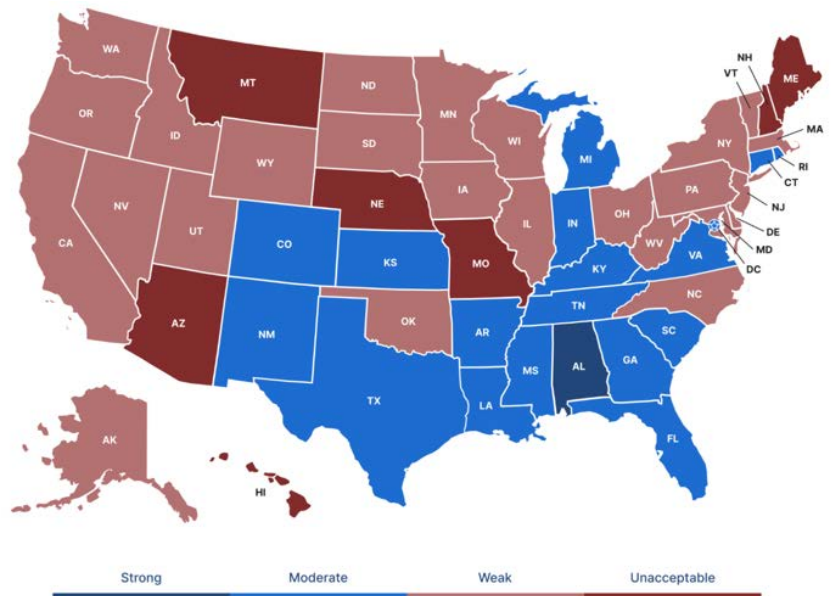 WA
MT
ND
MN
OR
ID
SD
WI
WY
MI
NH
VT
ME
MA
NY
RI
CT
NJ
PA
IA
NE
NV
UT
CA
CO
KS
MO
IL
IN
OH
WV
DE
MD
DC
VA
KY
NC
TN
AZ
NM
OK
AR
SC
MS
AL
GA
TX
LA
FL
AK
HI
Strong Moderate Weak Unacceptable